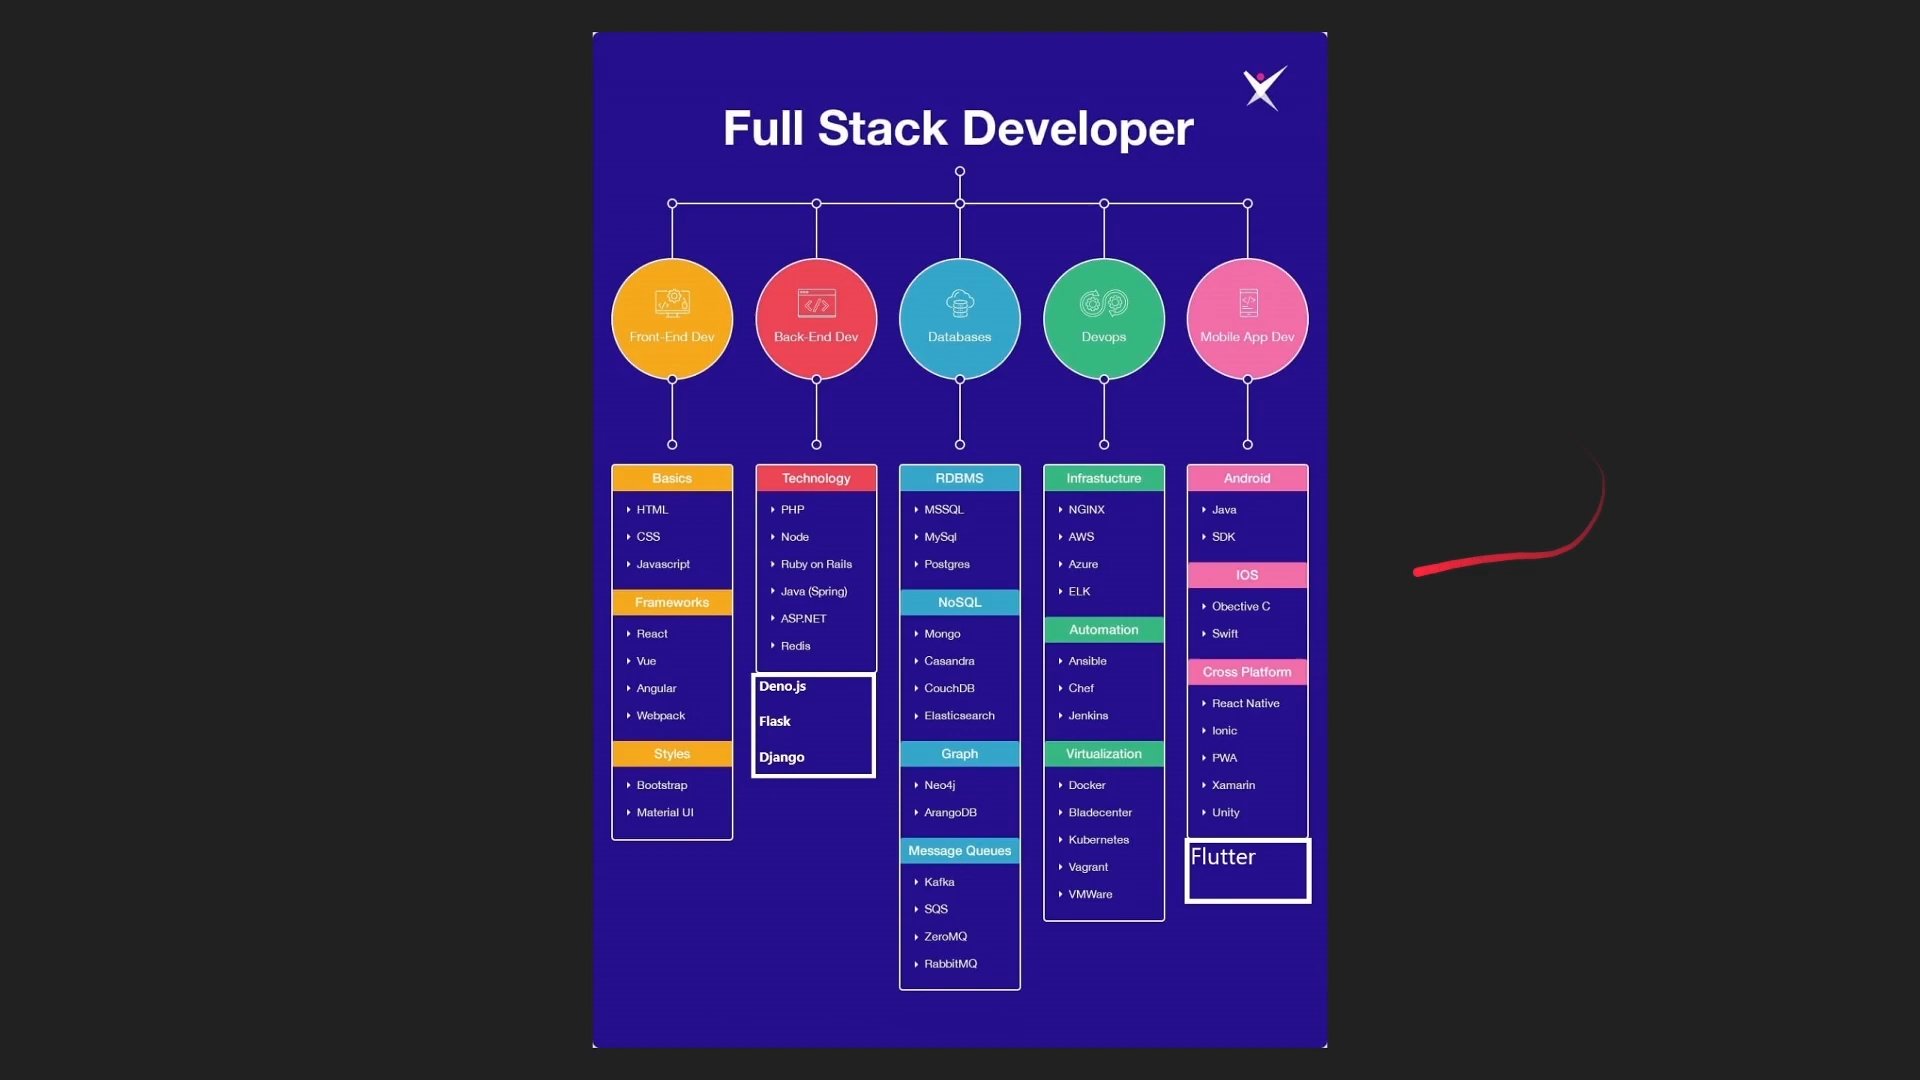 Full Stack Developer
Front-End Dev
Back-End Dev
Databases
Devops
Mobile App Dev
Basics
HTML
CSS
Javascript
Frameworks
React
Vue
Angular
Webpack
Styles
Bootstrap
Material UI
Technology
PHP
Node
Ruby on Rails
Java (Spring)
ASP.NET
Redis
Deno.js
Flask
Django
RDBMS
MSSQL
MySql
Postgres
NoSQL
Mongo
Casandra
CouchDB
Elasticsearch
Graph
Neo4j
ArangoDB
Message Queues
Kafka
SQS
ZeroMQ
RabbitMQ
Infrastucture
NGINX
AWS
Azure
ELK
Automation
Ansible
Chef
Jenkins
Virtualization
Docker
Bladecenter
Kubernetes
Vagrant
VMWare
Android
Java
SDK
IOS
Obective C
Swift
Cross Platform
React Native
Ionic
PWA
Xamarin
Unity
Flutter